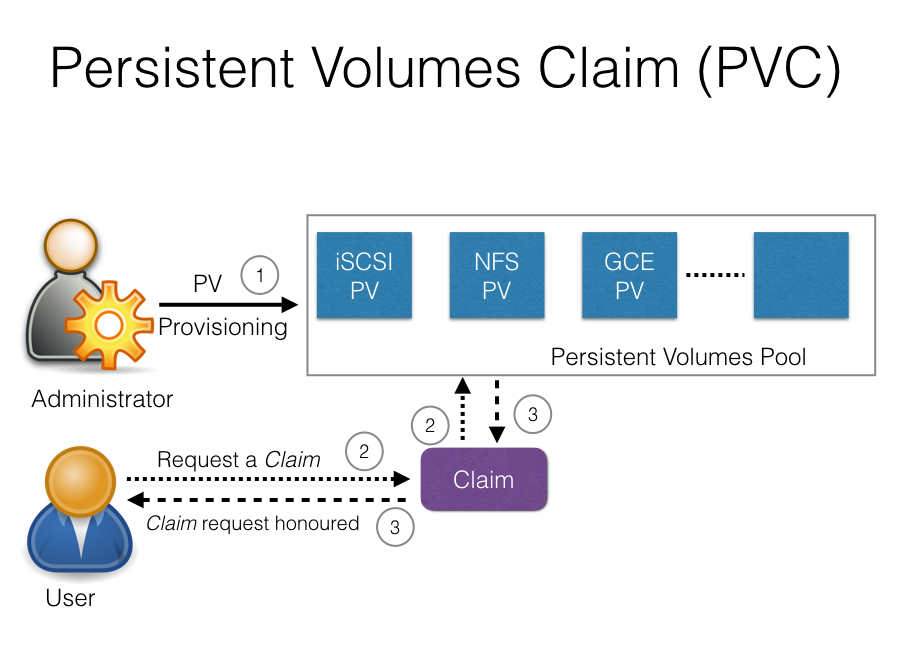 Persistent Volumes Claim (PVC)
iSCSI
PV
NFS
PV
GCE
PV
PV
1
Provisioning
Persistent Volumes Pool
Administrator
2
3
Request a Claim
2
Claim
Claim request honoured
3
User